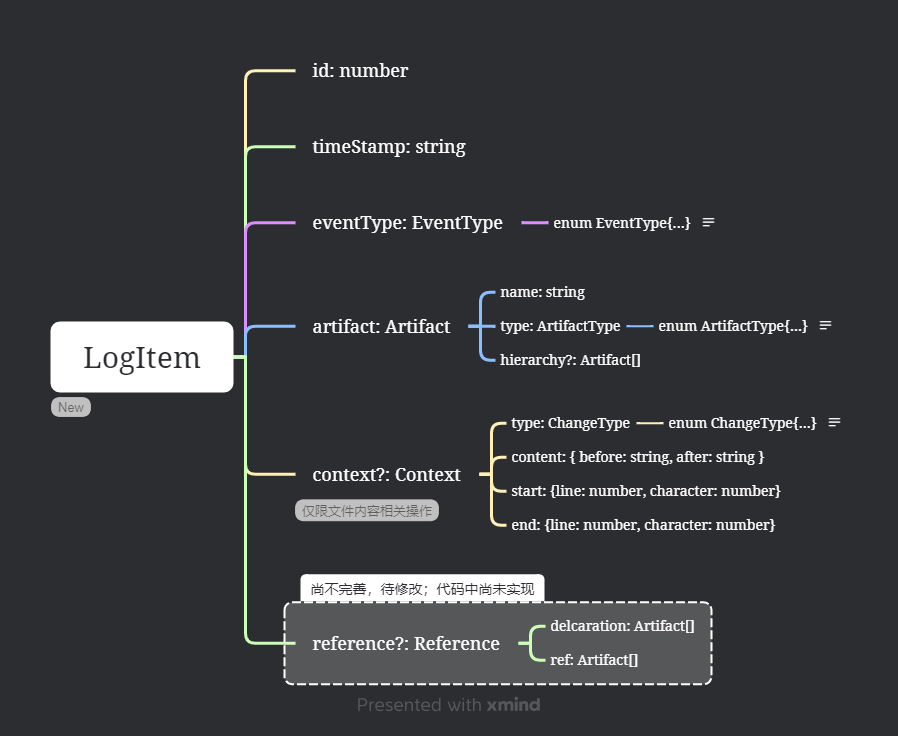 id: number
timeStamp: string
eventType: EventType
enum EventType{...}
name: string
artifact: Artifact
type: ArtifactType
enum ArtifactType{...}
hierarchy?: Artifact[]
LogItem
New
type: ChangeType
enum ChangeType{...}
content: { before: string, after: string }
context?: Context
start: {line: number, character: number}
仅限文件内容相关操作
end: {line: number, character: number}
尚不完善，待修改；代码中尚未实现
delcaration: Artifact[]
reference?: Reference
ref: Artifact[]
Presented with xmind